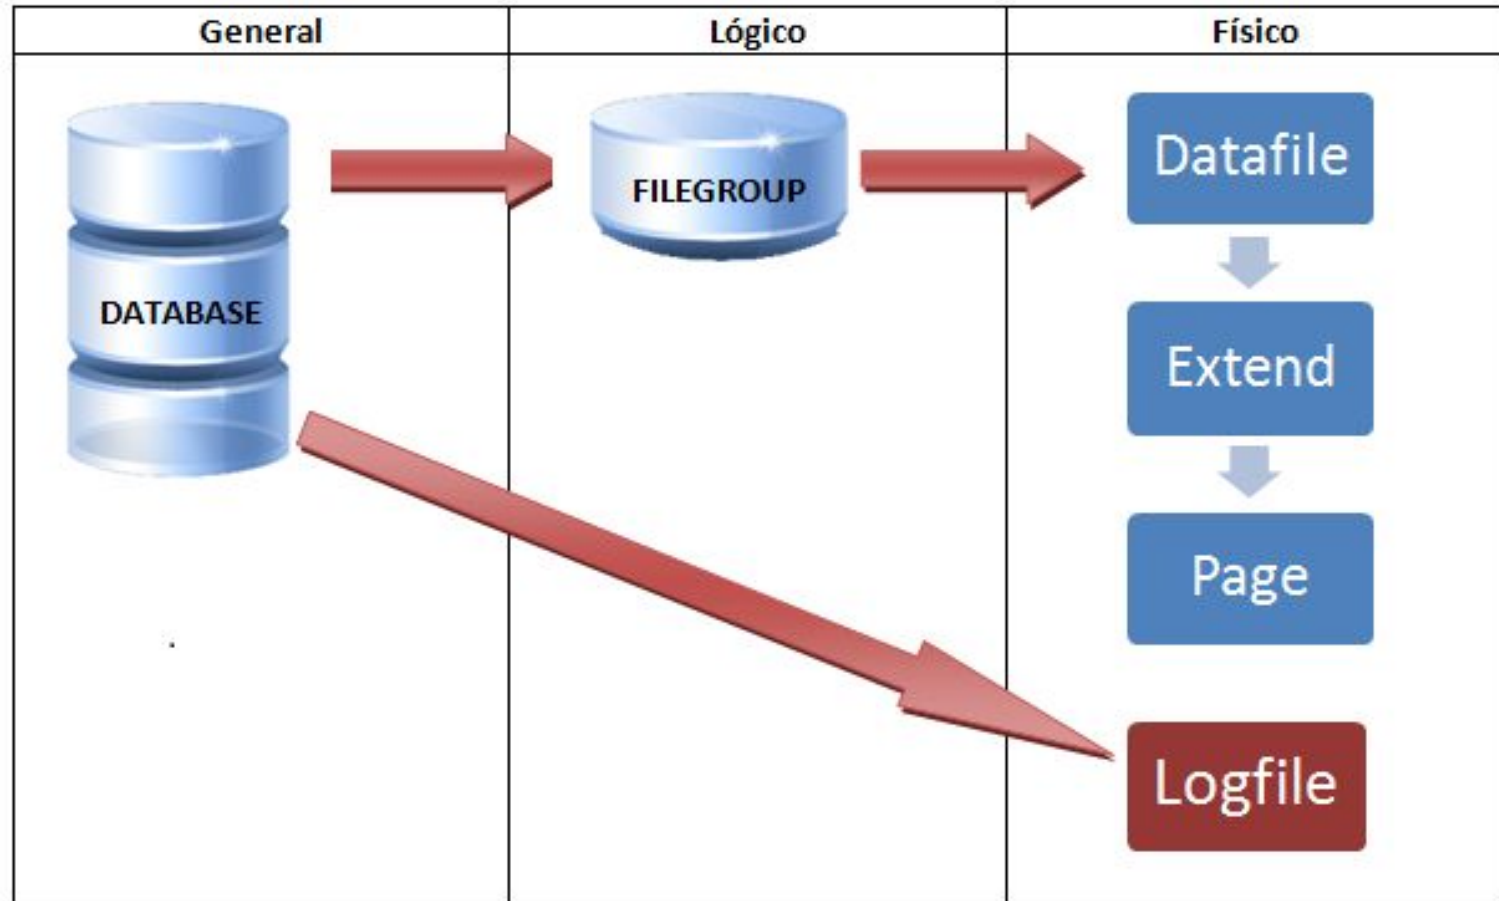 General
Lógico
Físico
DATABASE
FILEGROUP
Datafile
Extend
Page
Logfile